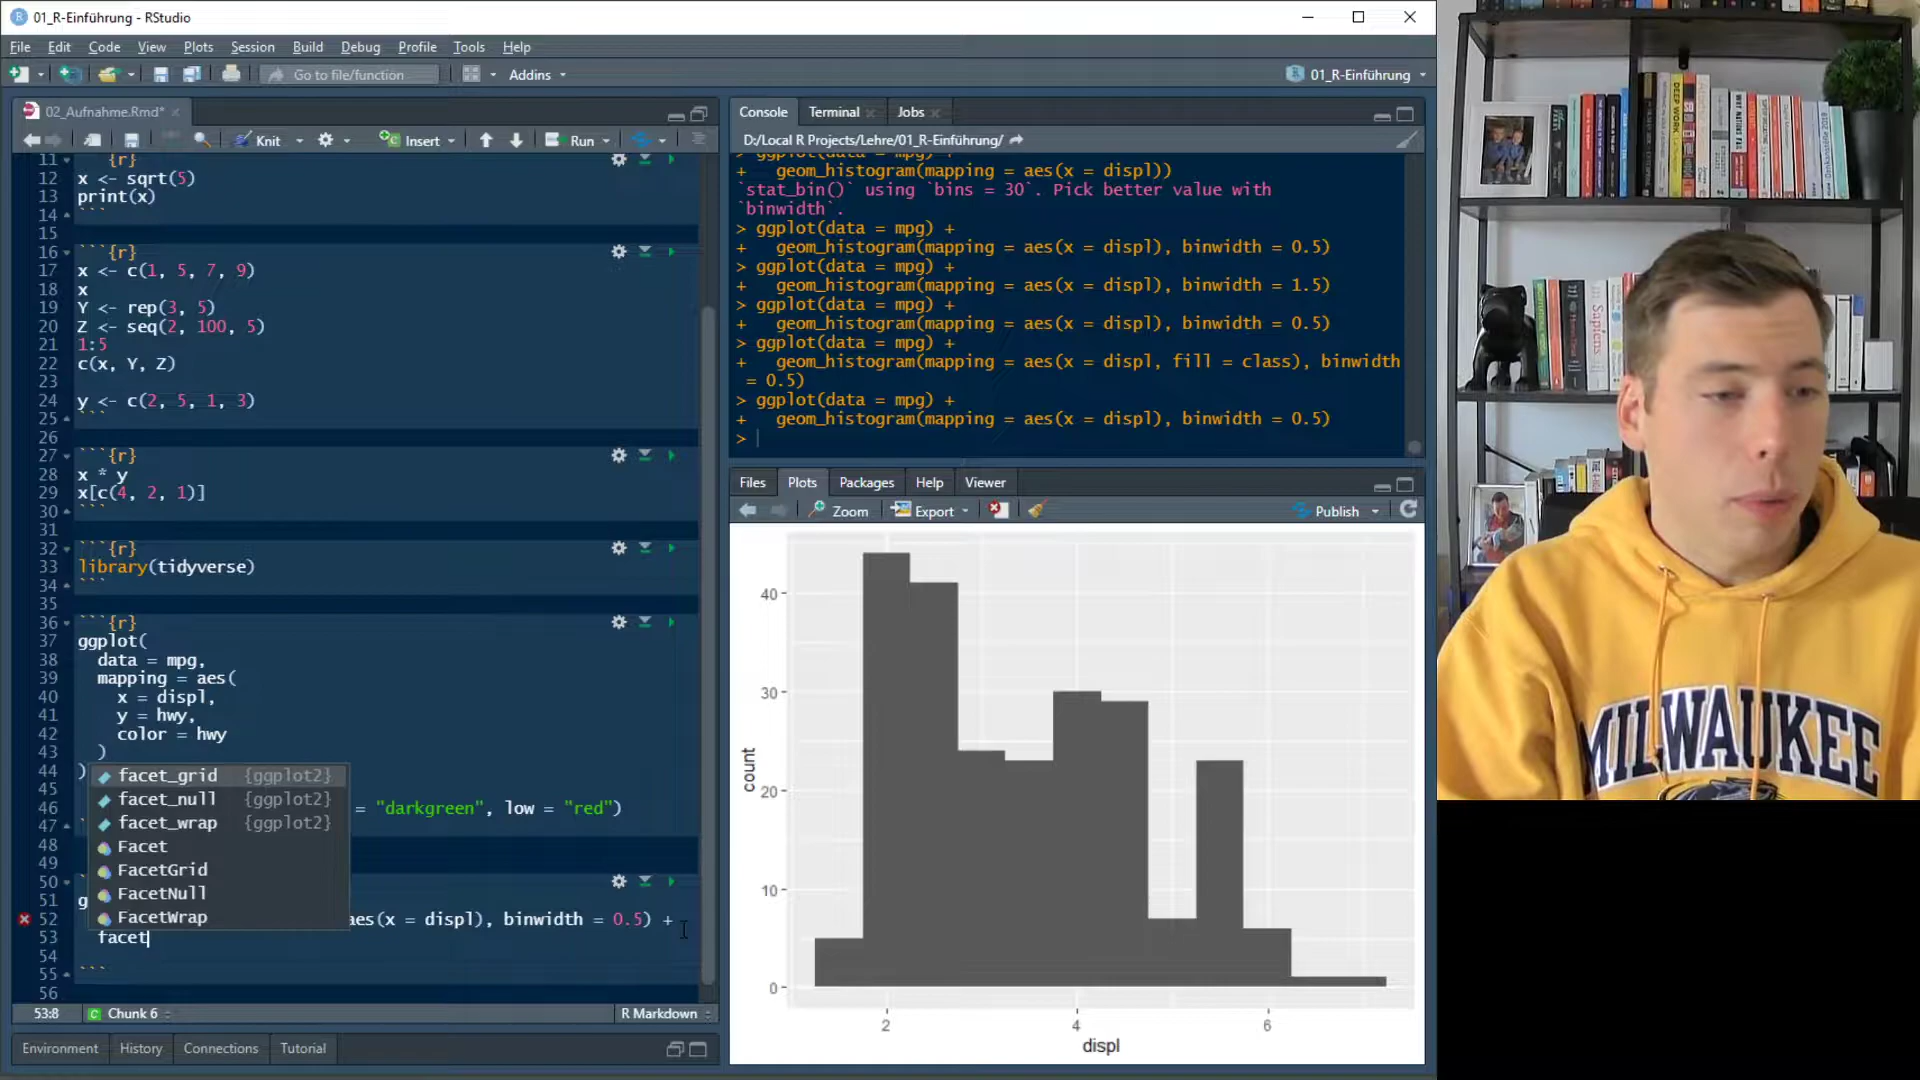 01_R-Einführung - RStudio
File Edit Code View Plots Session Build Debug Profile Tools Help
Go to file/function Addins 01_R-Einführung
02_Aufnahme.Rmd*
Knit Insert Run
11 ```{r}
12 x <- sqrt(5)
13 print(x)
14 ```
15
16 ```{r}
17 x <- c(1, 5, 7, 9)
18 x
19 Y <- rep(3, 5)
20 Z <- seq(2, 100, 5)
21 1:5
22 c(x, Y, Z)
23
24 y <- c(2, 5, 1, 3)
25 ```
26
27 ```{r}
28 x * y
29 x[c(4, 2, 1)]
30 ```
31
32 ```{r}
33 library(tidyverse)
34 ```
35
36 ```{r}
37 ggplot(
38 data = mpg,
39 mapping = aes(
40 x = displ,
41 y = hwy,
42 color = hwy
43 )
44 )
45
46 = "darkgreen", low = "red")
47
48
49
50
51 g
52 aes(x = displ), binwidth = 0.5) +
53 facet
54
55 ```
56
facet_grid {ggplot2}
facet_null {ggplot2}
facet_wrap {ggplot2}
Facet
FacetGrid
FacetNull
FacetWrap
53:8 Chunk 6 R Markdown
Environment History Connections Tutorial
Console Terminal Jobs
D:/Local R Projects/Lehre/01_R-Einführung/
> ggplot(data = mpg) +
+ geom_histogram(mapping = aes(x = displ))
`stat_bin()` using `bins = 30`. Pick better value with
`binwidth`.
> ggplot(data = mpg) +
+ geom_histogram(mapping = aes(x = displ), binwidth = 0.5)
> ggplot(data = mpg) +
+ geom_histogram(mapping = aes(x = displ), binwidth = 1.5)
> ggplot(data = mpg) +
+ geom_histogram(mapping = aes(x = displ), binwidth = 0.5)
> ggplot(data = mpg) +
+ geom_histogram(mapping = aes(x = displ, fill = class), binwidth
= 0.5)
> ggplot(data = mpg) +
+ geom_histogram(mapping = aes(x = displ), binwidth = 0.5)
>
Files Plots Packages Help Viewer
Zoom Export Publish
40
30
20
10
0
count
2 4 6
displ
DEEP WORK
Sapiens
MILWAUKEE